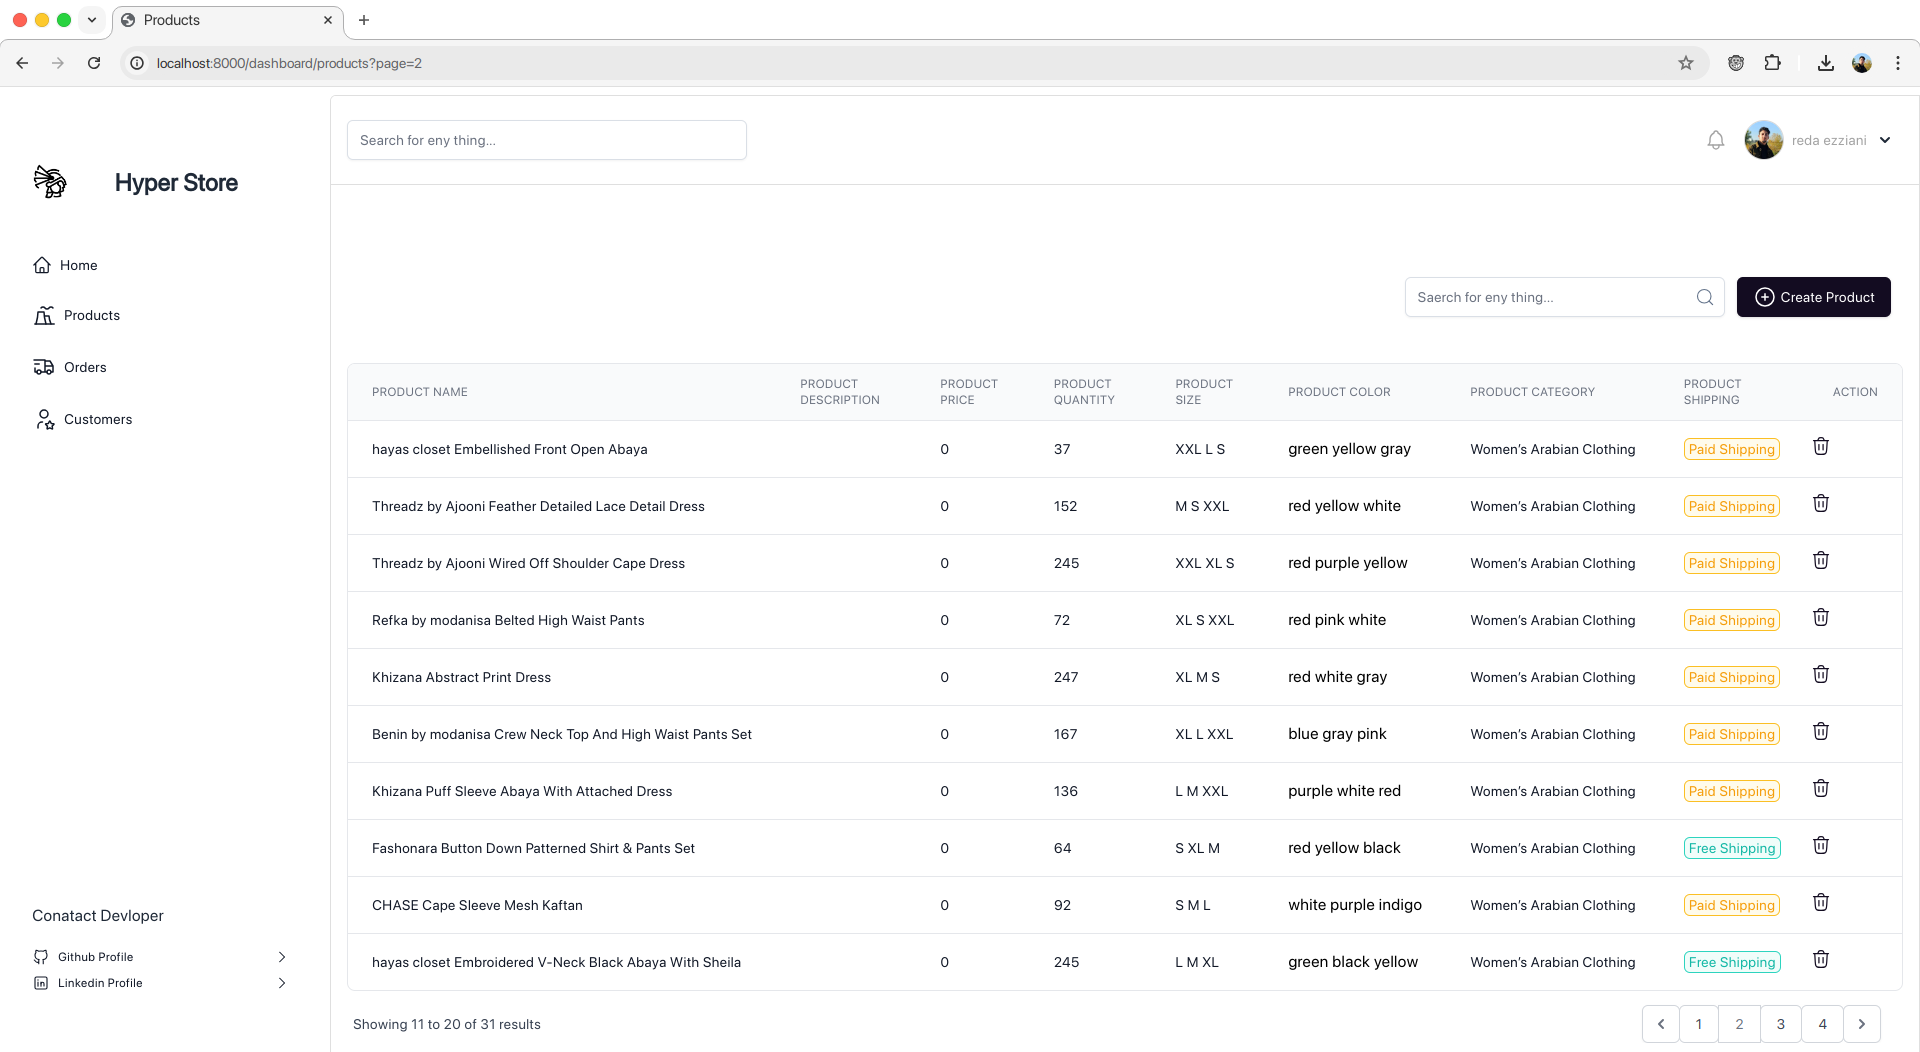 Products
localhost:8000/dashboard/products?page=2
Search for eny thing...
reda ezziani
Hyper Store
Home
Products
Orders
Customers
Saerch for eny thing...
Create Product
PRODUCT NAME PRODUCT DESCRIPTION PRODUCT PRICE PRODUCT QUANTITY PRODUCT SIZE PRODUCT COLOR PRODUCT CATEGORY PRODUCT SHIPPING ACTION
hayas closet Embellished Front Open Abaya 0 37 XXL L S green yellow gray Women's Arabian Clothing Paid Shipping
Threadz by Ajooni Feather Detailed Lace Detail Dress 0 152 M S XXL red yellow white Women's Arabian Clothing Paid Shipping
Threadz by Ajooni Wired Off Shoulder Cape Dress 0 245 XXL XL S red purple yellow Women's Arabian Clothing Paid Shipping
Refka by modanisa Belted High Waist Pants 0 72 XL S XXL red pink white Women's Arabian Clothing Paid Shipping
Khizana Abstract Print Dress 0 247 XL M S red white gray Women's Arabian Clothing Paid Shipping
Benin by modanisa Crew Neck Top And High Waist Pants Set 0 167 XL L XXL blue gray pink Women's Arabian Clothing Paid Shipping
Khizana Puff Sleeve Abaya With Attached Dress 0 136 L M XXL purple white red Women's Arabian Clothing Paid Shipping
Fashonara Button Down Patterned Shirt & Pants Set 0 64 S XL M red yellow black Women's Arabian Clothing Free Shipping
CHASE Cape Sleeve Mesh Kaftan 0 92 S M L white purple indigo Women's Arabian Clothing Paid Shipping
hayas closet Embroidered V-Neck Black Abaya With Sheila 0 245 L M XL green black yellow Women's Arabian Clothing Free Shipping
Conatact Devloper
Github Profile
Linkedin Profile
Showing 11 to 20 of 31 results
1 2 3 4